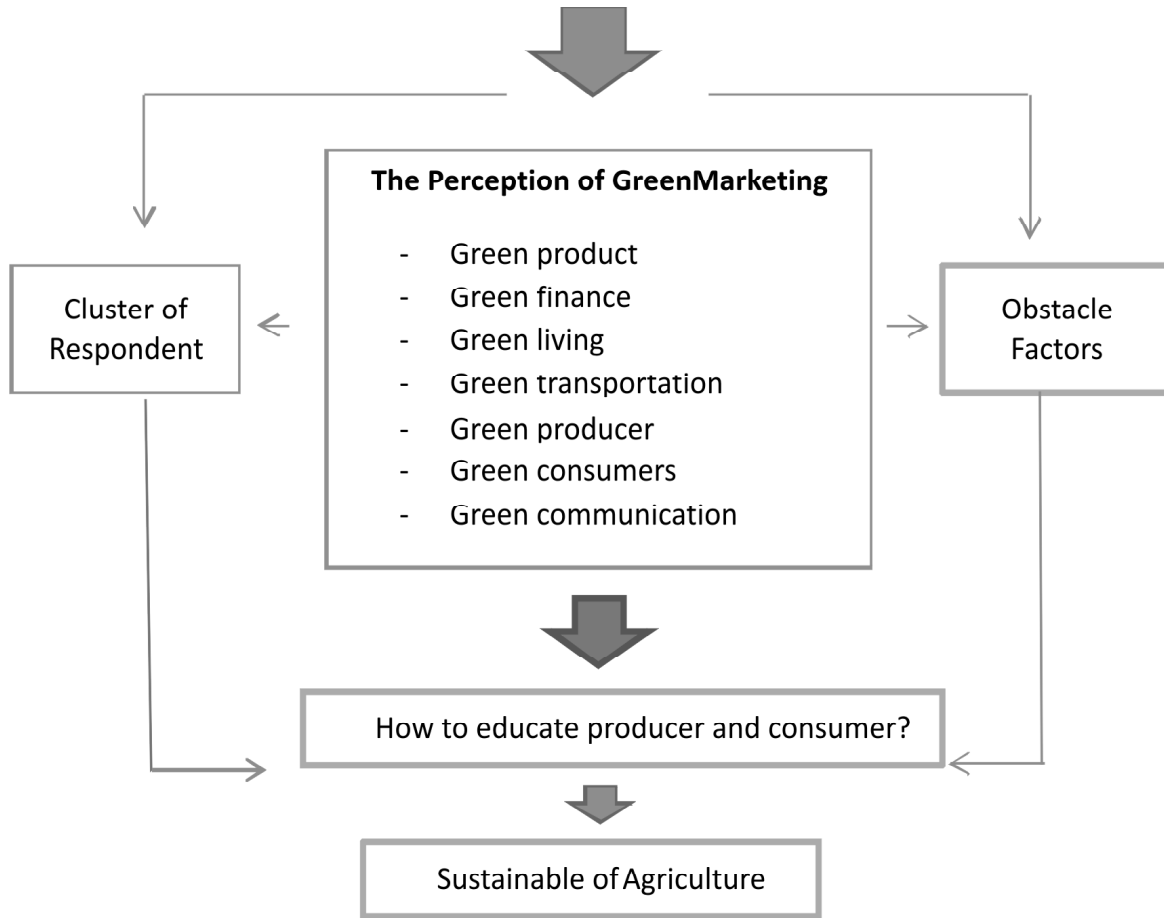 The Perception of GreenMarketing
- Green product
- Green finance
- Green living
- Green transportation
- Green producer
- Green consumers
- Green communication
Cluster of
Respondent
Obstacle
Factors
How to educate producer and consumer?
Sustainable of Agriculture